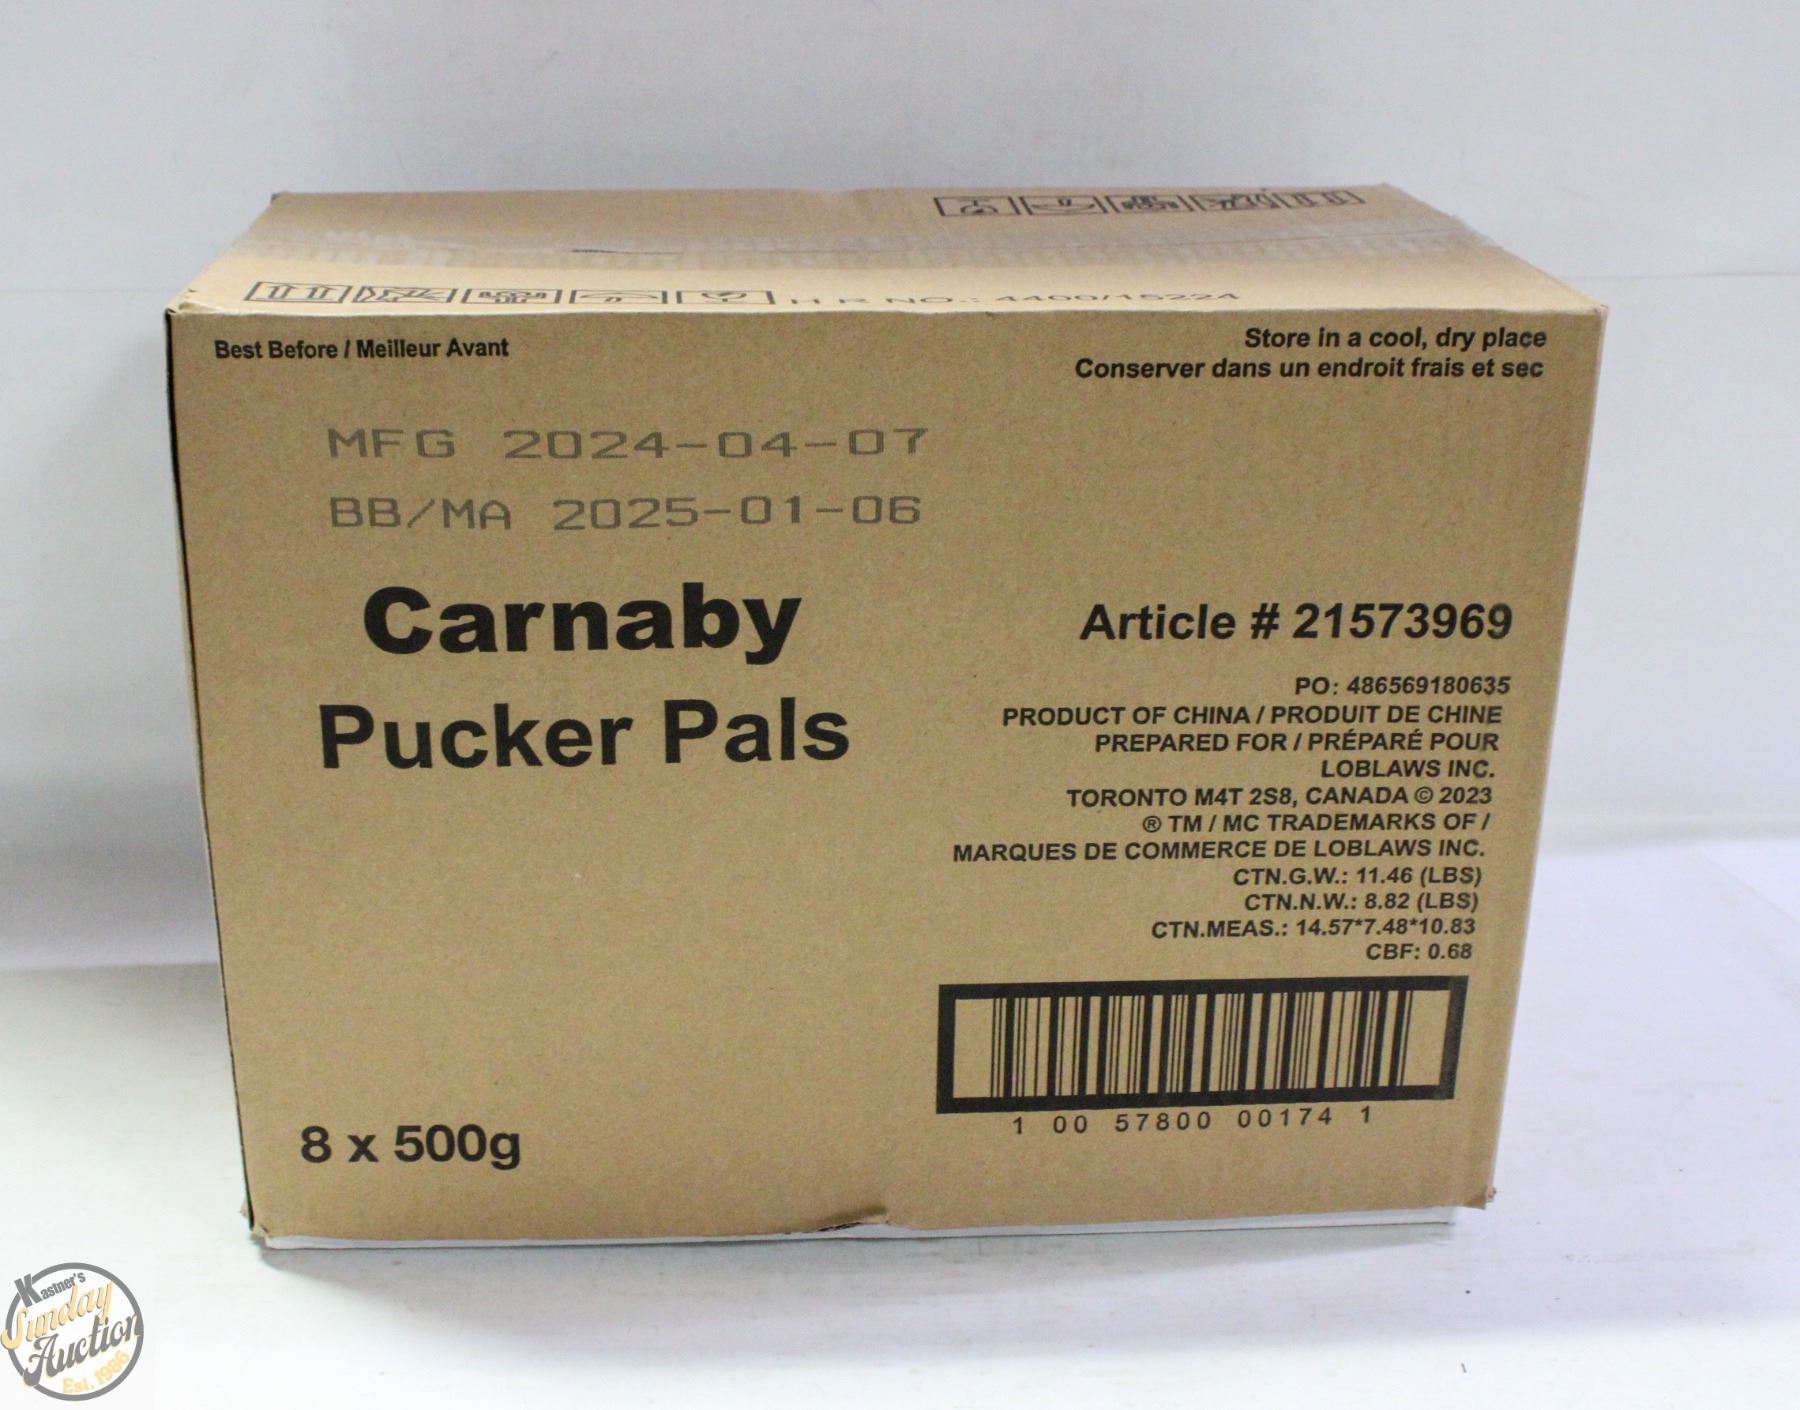 H R NO.: 4400/15224
Best Before / Meilleur Avant
Store in a cool, dry place
Conserver dans un endroit frais et sec
MFG 2024-04-07
BB/MA 2025-01-06
Carnaby
Pucker Pals
Article # 21573969
PO: 486569180635
PRODUCT OF CHINA / PRODUIT DE CHINE
PREPARED FOR / PRÉPARÉ POUR
LOBLAWS INC.
TORONTO M4T 2S8, CANADA © 2023
® TM / MC TRADEMARKS OF /
MARQUES DE COMMERCE DE LOBLAWS INC.
CTN.G.W.: 11.46 (LBS)
CTN.N.W.: 8.82 (LBS)
CTN.MEAS.: 14.57*7.48*10.83
CBF: 0.68
1 00 57800 00174 1
8 x 500g
Kastner's
Sunday
Auction
Est. 1986